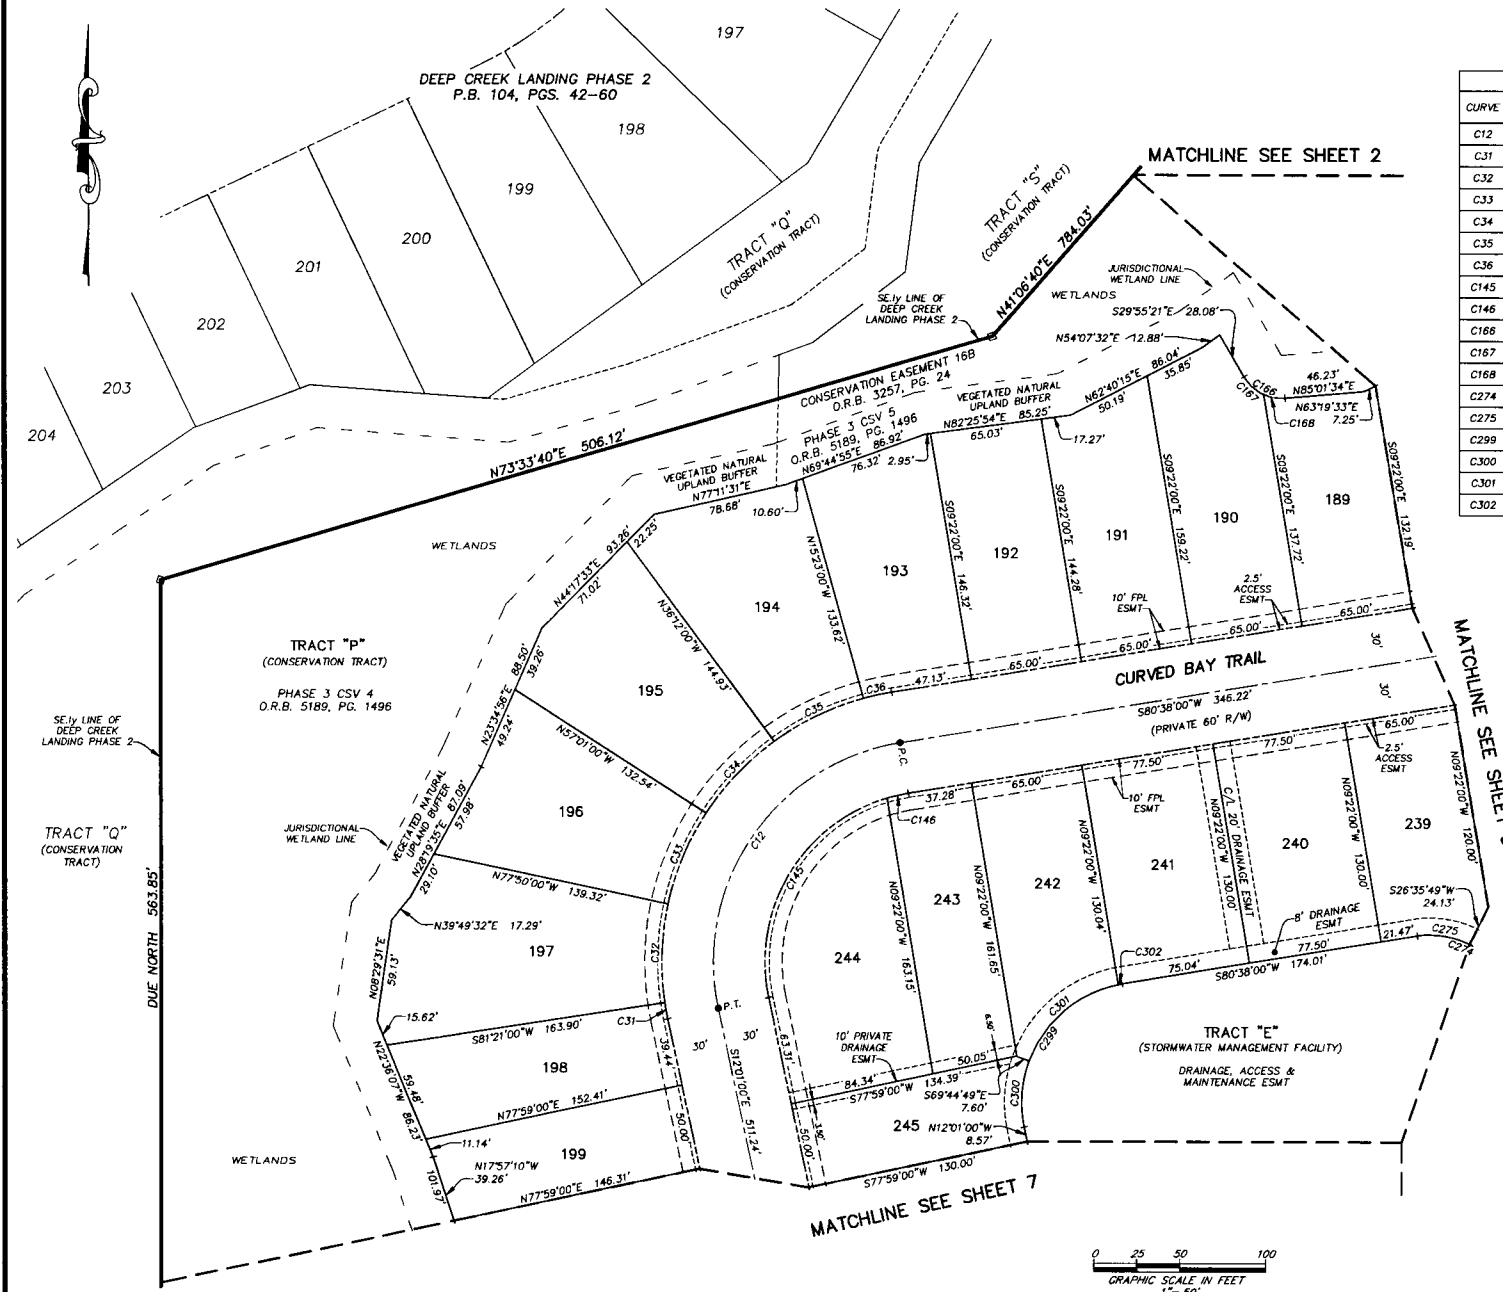 197
DEEP CREEK LANDING PHASE 2
P.B. 104, PGS. 42-60
198
199
200
201
202
203
204
TRACT "Q"
(CONSERVATION TRACT)
TRACT "S"
(CONSERVATION TRACT)
MATCHLINE SEE SHEET 2
CURVE
C12
C31
C32
C33
C34
C35
C36
C145
C146
C166
C167
C168
C274
C275
C299
C300
C301
C302
N41°06'40"E 784.03'
JURISDICTIONAL
WETLAND LINE
WETLANDS
SE.ly LINE OF
DEEP CREEK
LANDING PHASE 2
S29°55'21"E 28.08'
N54°07'32"E 12.88'
86.04'
N62°40'15"E
35.85'
50.19'
C166
C167
C168
46.23'
N85°01'34"E
N63°19'33"E
7.25'
CONSERVATION EASEMENT 16B
O.R.B. 3257, PG. 24
PHASE 3 CSV 5
O.R.B. 5189, PG. 1496
VEGETATED NATURAL
UPLAND BUFFER
N82°25'54"E 85.25'
65.03'
17.27'
N69°44'55"E 86.92'
76.32'
2.95'
N73°33'40"E 506.12'
VEGETATED NATURAL
UPLAND BUFFER
N77°11'31"E
78.68'
10.60'
WETLANDS
N44°17'33"E 93.26'
22.25'
71.02'
N36°12'00"W 144.93'
N15°23'00"W 133.62'
S09°22'00"E 146.32'
S09°22'00"E 144.28'
S09°22'00"E 159.22'
S09°22'00"E 137.72'
S09°22'00"E 132.19'
189
190
191
192
193
194
195
196
197
198
199
10' FPL
ESMT
2.5'
ACCESS
ESMT
65.00'
65.00'
65.00'
65.00'
47.13'
C36
C35
C34
C33
C32
C31
CURVED BAY TRAIL
S80°38'00"W 346.22'
(PRIVATE 60' R/W)
30'
30'
P.C.
C12
MATCHLINE SEE SHEET
TRACT "P"
(CONSERVATION TRACT)
PHASE 3 CSV 4
O.R.B. 5189, PG. 1496
SE.ly LINE OF
DEEP CREEK
LANDING PHASE 2
N23°34'56"E 88.50'
39.26'
49.24'
N57°01'00"W 132.54'
VEGETATED NATURAL
UPLAND BUFFER
N28°19'35"E 87.09'
57.98'
29.10'
JURISDICTIONAL
WETLAND LINE
TRACT "Q"
(CONSERVATION
TRACT)
DUE NORTH 563.85'
N77°50'00"W 139.32'
N39°49'32"E 17.29'
N08°29'31"E
59.13'
15.62'
S81°21'00"W 163.90'
N22°36'07"W 86.23'
59.48'
39.44'
N77°59'00"E 152.41'
11.14'
N17°57'10"W
39.26'
101.97'
50.00'
N77°59'00"E 146.31'
WETLANDS
P.T.
30'
30'
S12°01'00"E 511.24'
C145
C146
37.28'
65.00'
77.50'
77.50'
65.00'
10' FPL
ESMT
2.5'
ACCESS
ESMT
239
240
241
242
243
244
245
N09°22'00"W 120.00'
N09°22'00"W 130.00'
C/L 20' DRAINAGE ESMT
N09°22'00"W 130.00'
N09°22'00"W 130.04'
N09°22'00"W 161.65'
N09°22'00"W 163.15'
S26°35'49"W
24.13'
8' DRAINAGE
ESMT
21.47'
C275
C274
77.50'
S80°38'00"W 174.01'
75.04'
C302
C301
C299
C300
63.31'
10' PRIVATE
DRAINAGE
ESMT
84.34'
50.05'
S77°59'00"W 134.39'
6.50'
3.50'
S69°44'49"E
7.60'
N12°01'00"W
8.57'
50.00'
S77°59'00"W 130.00'
TRACT "E"
(STORMWATER MANAGEMENT FACILITY)
DRAINAGE, ACCESS &
MAINTENANCE ESMT
MATCHLINE SEE SHEET 7
0 25 50 100
GRAPHIC SCALE IN FEET
1"= 50'